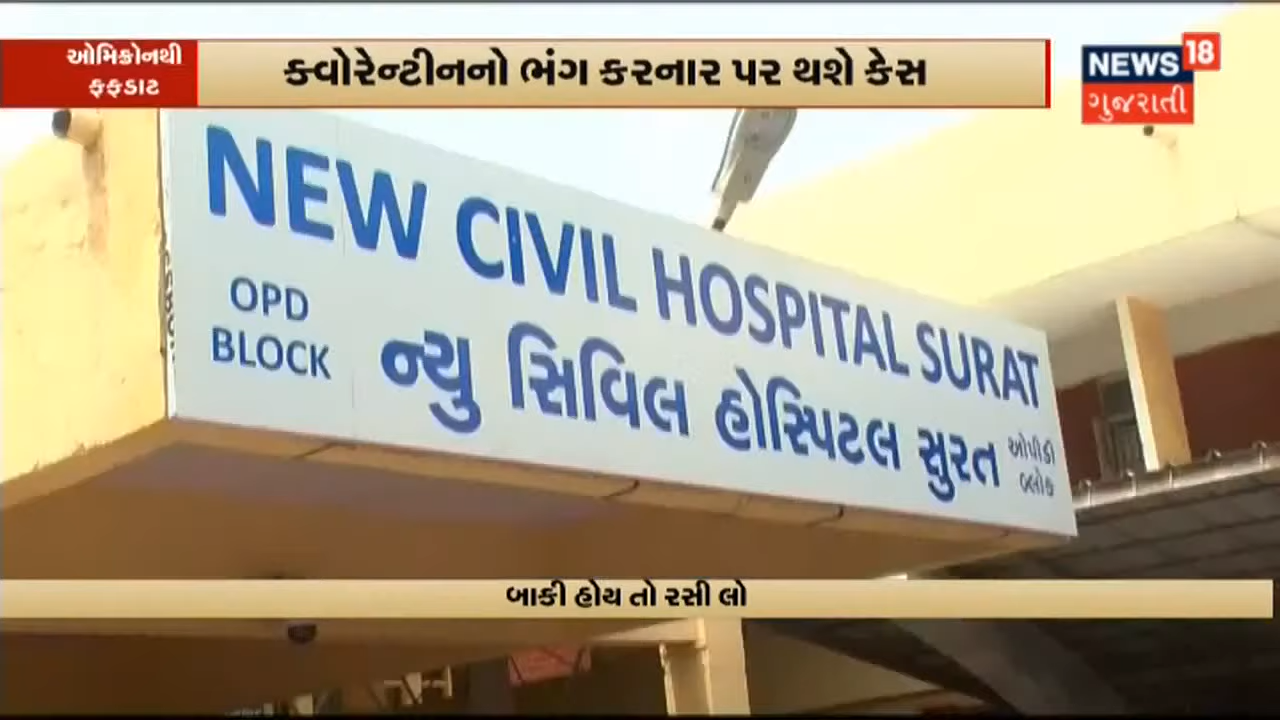 ઓમિક્રોનથી
ફફડાટ
ક્વોરેન્ટીનનો ભંગ કરનાર પર થશે કેસ
NEWS18
ગુજરાતી
NEW CIVIL HOSPITAL SURAT
OPD
BLOCK
ન્યુ સિવિલ હોસ્પિટલ સુરત
ઓપીડી
બ્લોક
બાકી હોય તો રસી લો